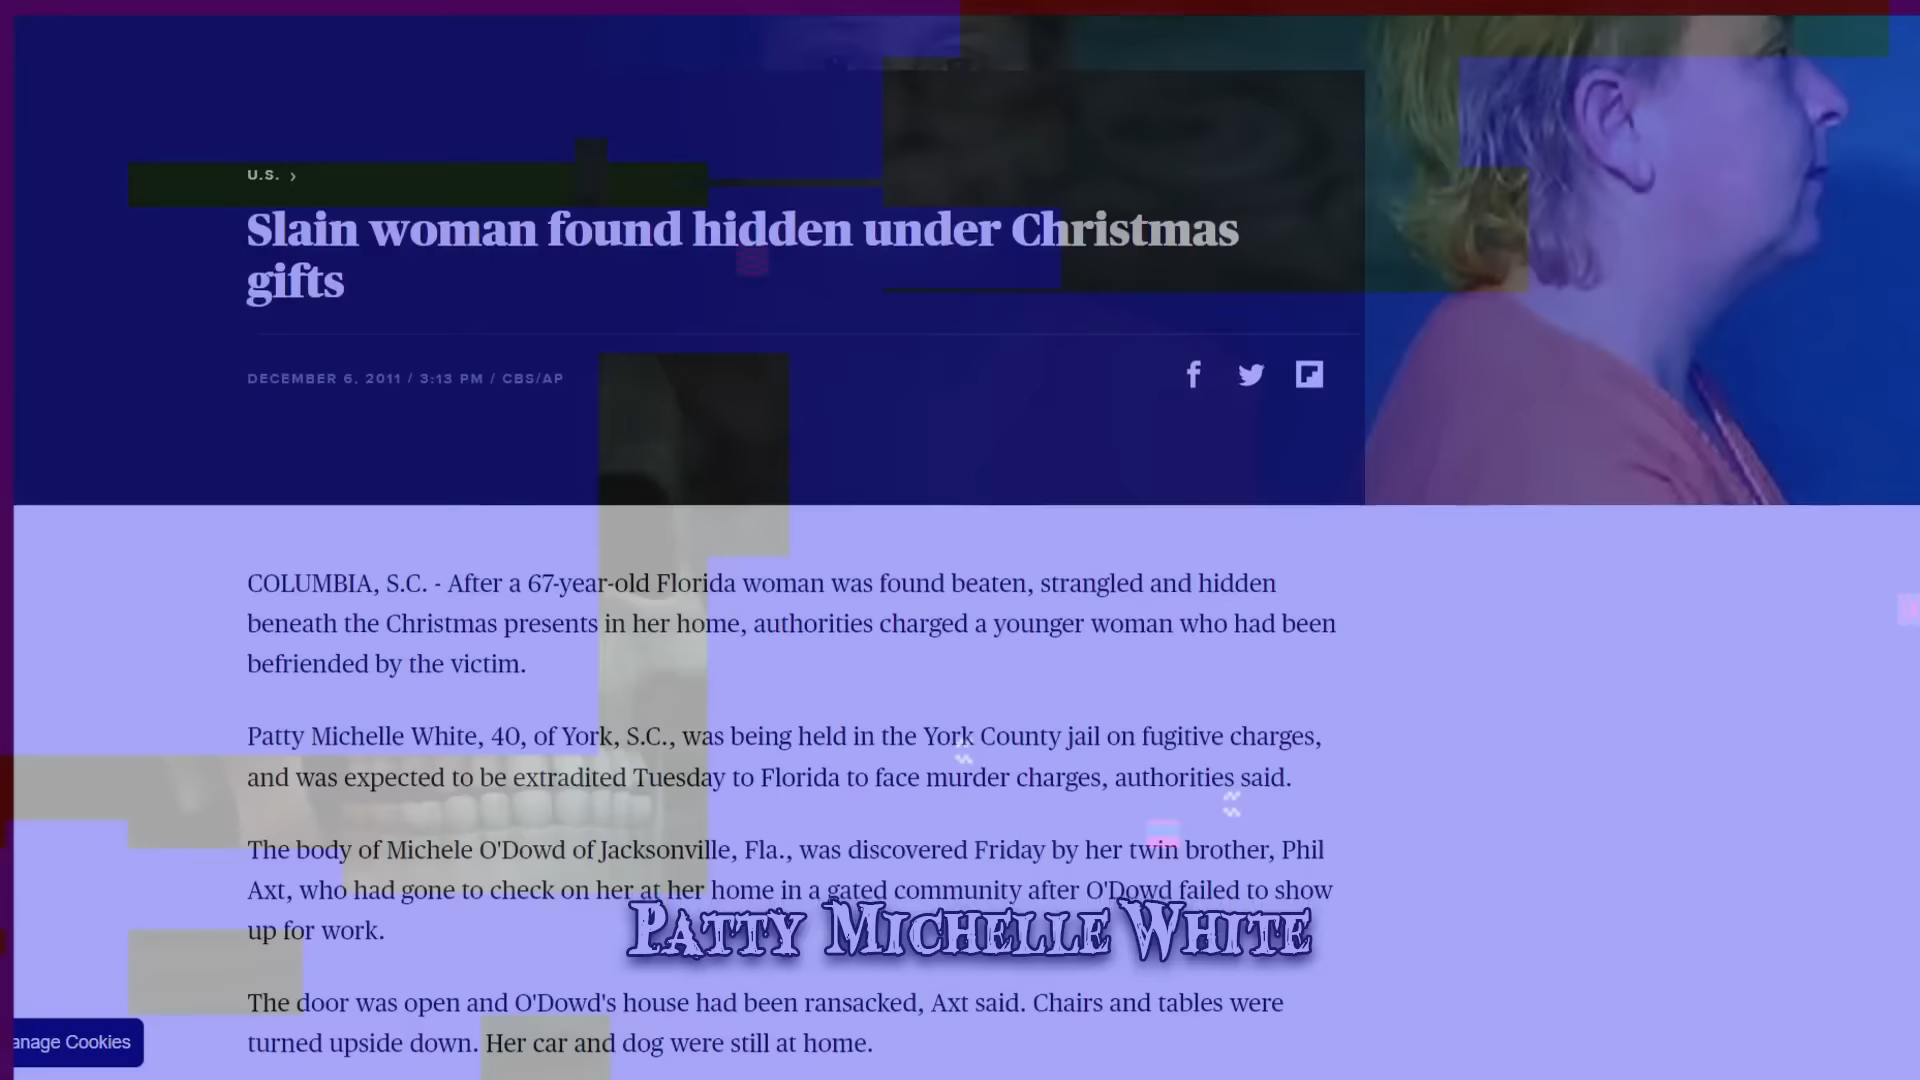 U.S. ›
Slain woman found hidden under Christmas
gifts
DECEMBER 6, 2011 / 3:13 PM / CBS/AP
COLUMBIA, S.C. - After a 67-year-old Florida woman was found beaten, strangled and hidden
beneath the Christmas presents in her home, authorities charged a younger woman who had been
befriended by the victim.
Patty Michelle White, 40, of York, S.C., was being held in the York County jail on fugitive charges,
and was expected to be extradited Tuesday to Florida to face murder charges, authorities said.
The body of Michele O'Dowd of Jacksonville, Fla., was discovered Friday by her twin brother, Phil
Axt, who had gone to check on her at her home in a gated community after O'Dowd failed to show
up for work.
Patty Michelle White
The door was open and O'Dowd's house had been ransacked, Axt said. Chairs and tables were
turned upside down. Her car and dog were still at home.
anage Cookies